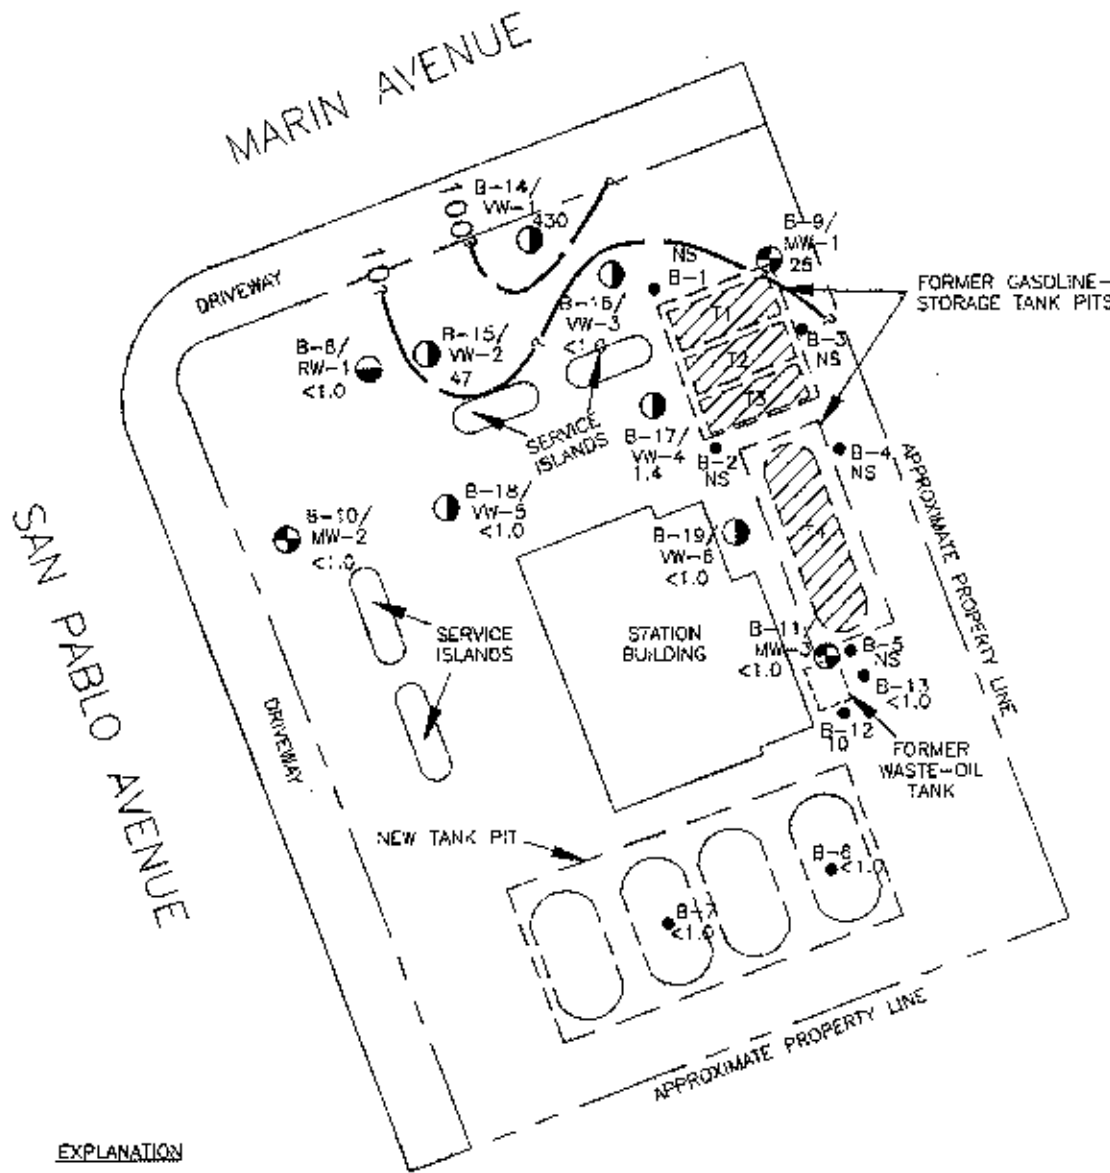 MARIN AVENUE
B-14/
VW-1
430
100?
10?
?
B-9/
MW-1
25
NS
B-1
FORMER GASOLINE-
STORAGE TANK PITS
DRIVEWAY
B-16/
VW-3
<1.0
T1
T2
T3
B-3
NS
B-15/
VW-2
47
?
?
RW-1
<1.0
SERVICE
ISLANDS
B-17/
VW-4
1.4
B-2
NS
B-4
NS
APPROXIMATE PROPERTY LINE
B-18/
VW-5
<1.0
B-10/
MW-2
<1.0
B-19/
VW-6
<1.0
SAN PABLO AVENUE
SERVICE
ISLANDS
STATION
BUILDING
B-11/
MW-3
<1.0
B-5
NS
B-13
<1.0
B-12
10
FORMER
WASTE-OIL
TANK
DRIVEWAY
NEW TANK PIT
B-6
<1.0
B-7
<1.0
APPROXIMATE PROPERTY LINE
EXPLANATION